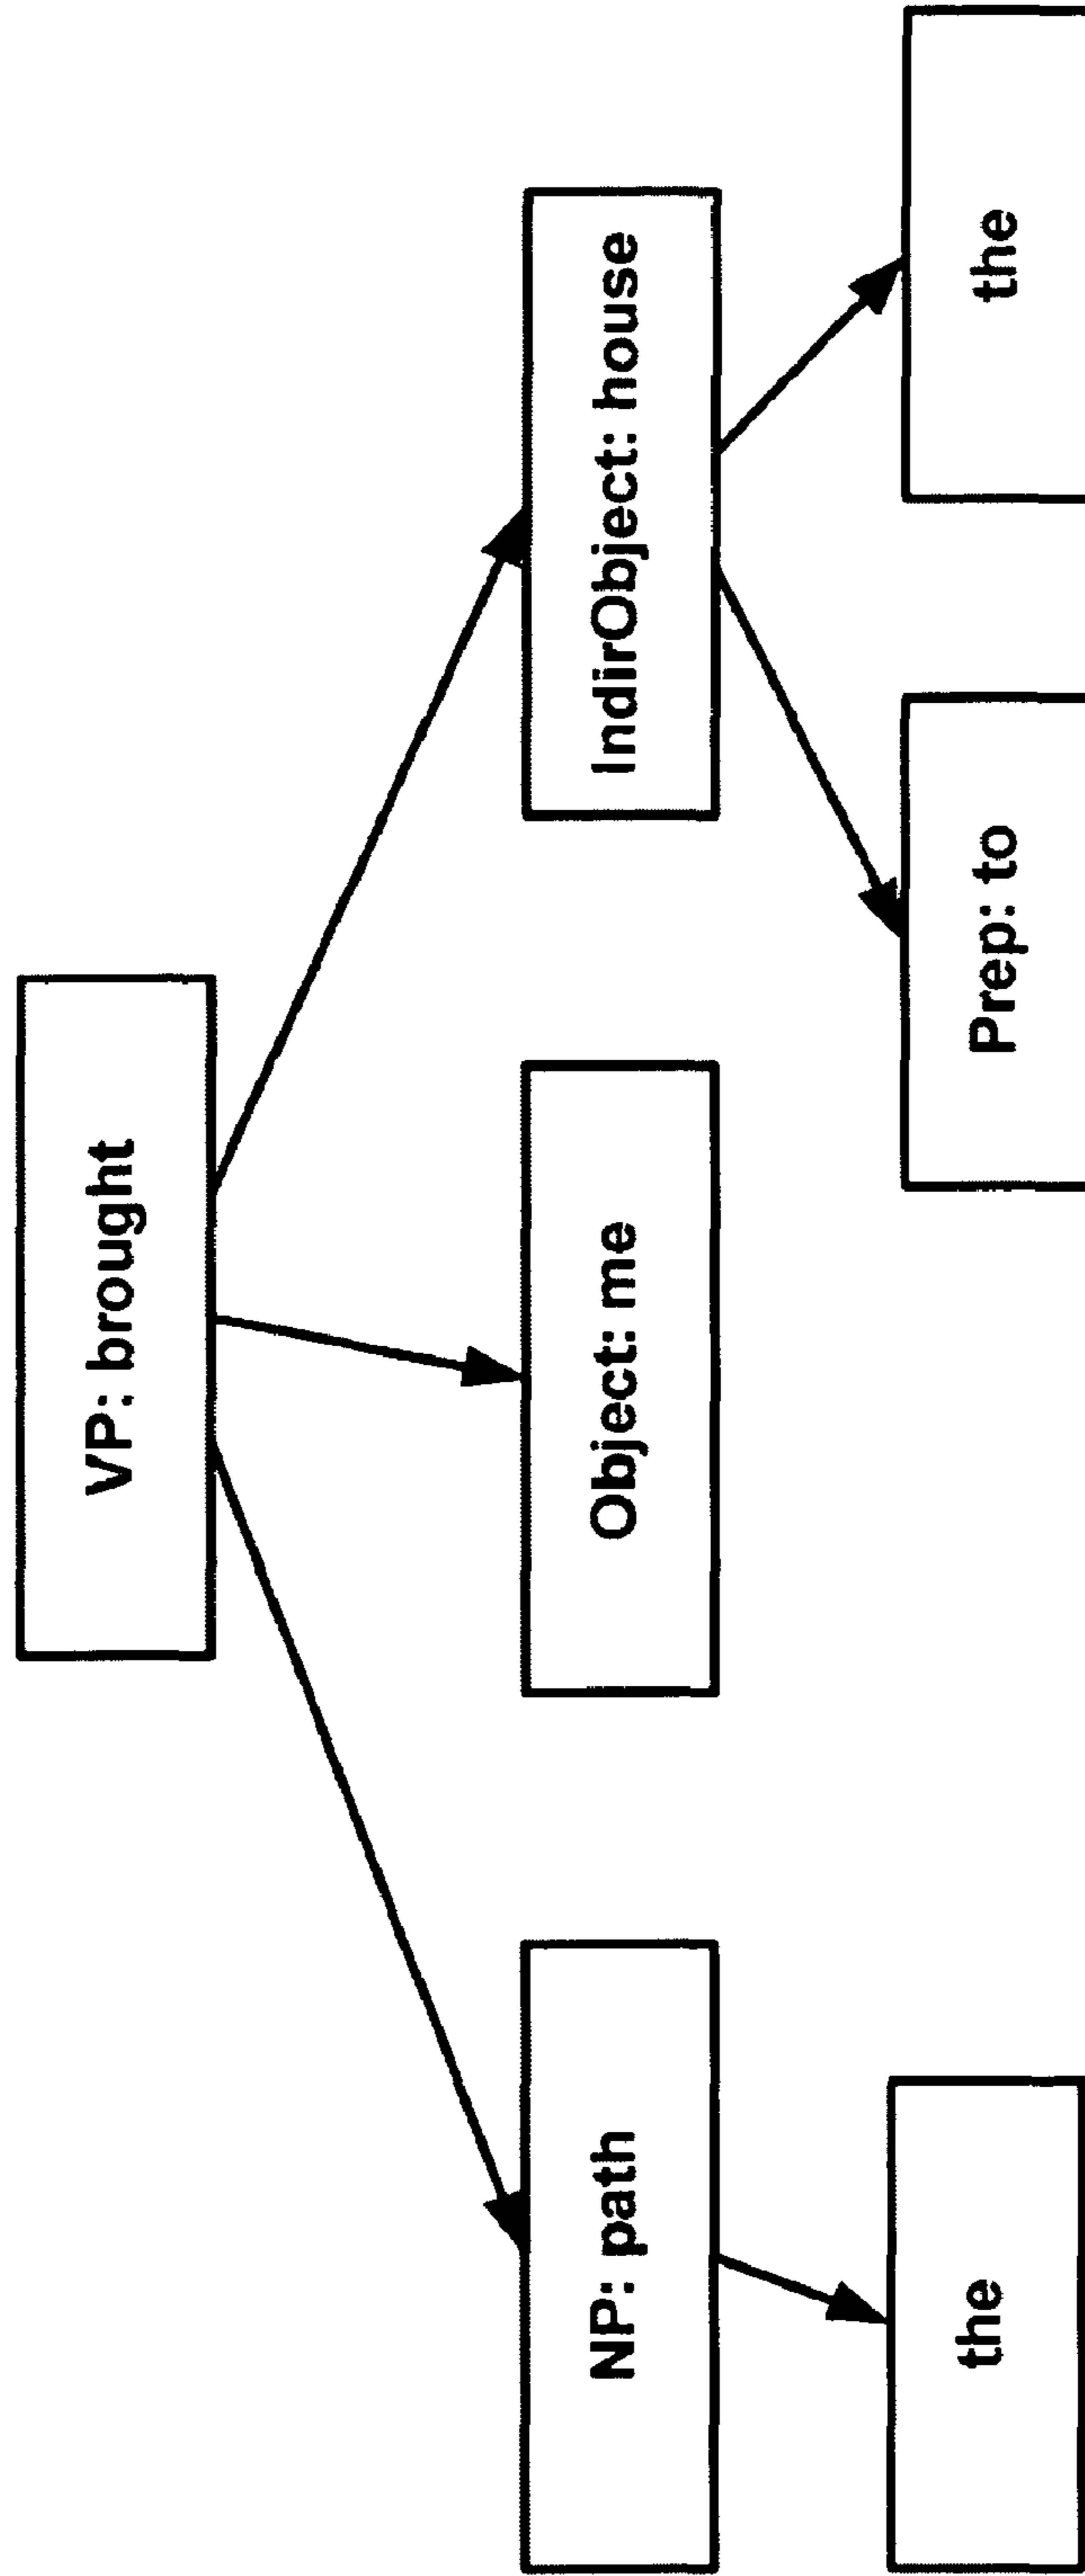 VP: brought
NP: path
Object: me
IndirObject: house
the
Prep: to
the